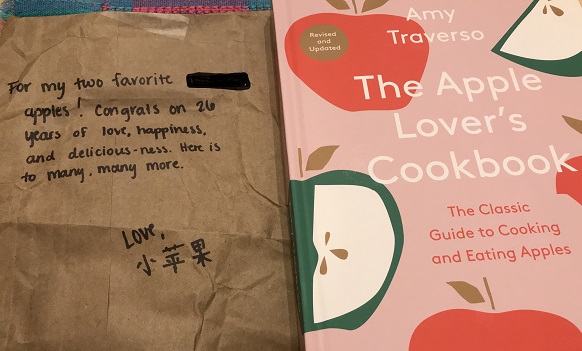 For my two favorite
apples! Congrats on 26
years of love, happiness,
and delicious-ness. Here is
to many, many more.
Love,
小苹果
Revised
and
Updated
Amy
Traverso
The Apple
Lover's
Cookbook
The Classic
Guide to Cooking
and Eating Apples